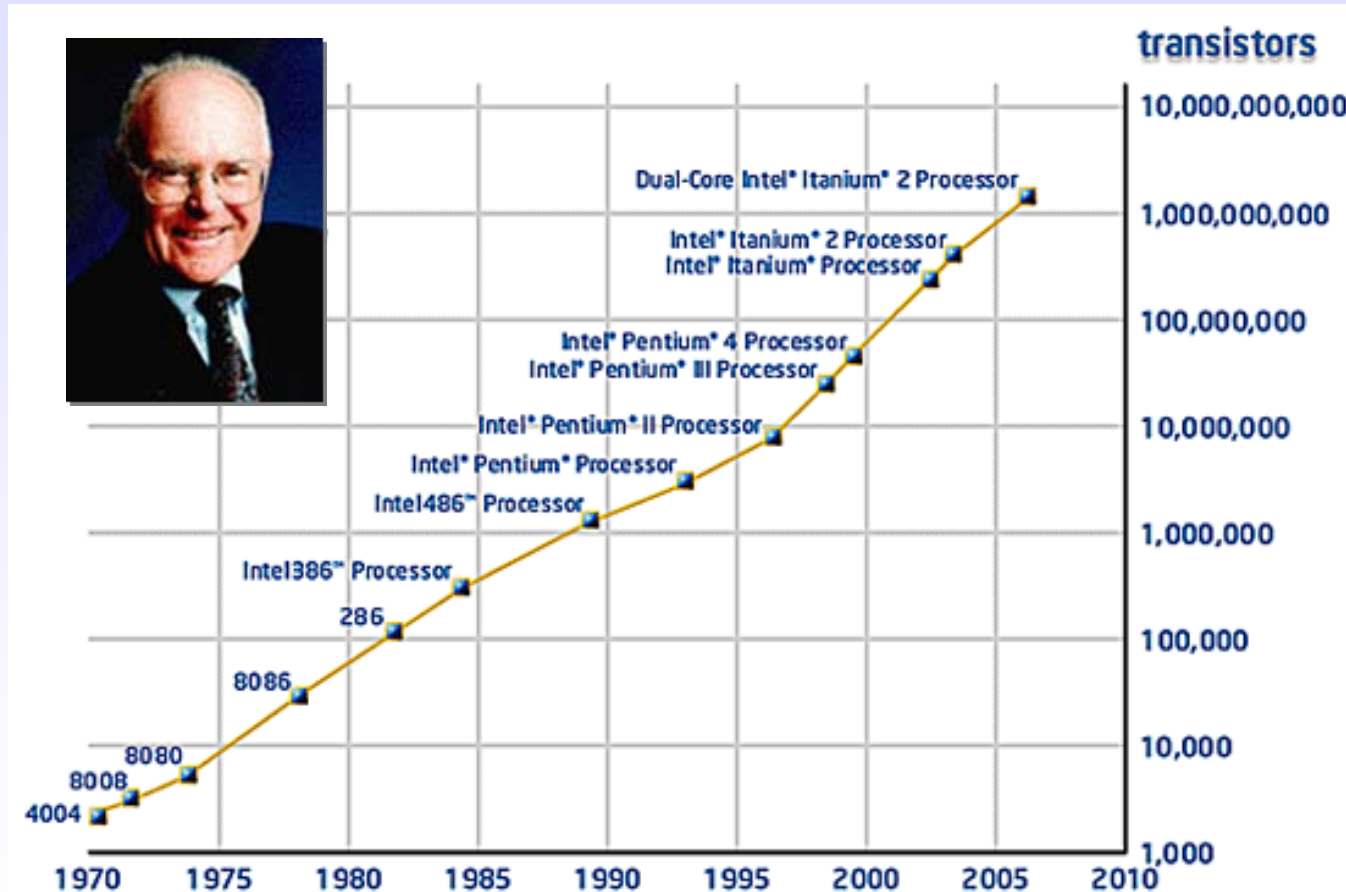 transistors
10,000,000,000
Dual-Core Intel® Itanium® 2 Processor
1,000,000,000
Intel® Itanium® 2 Processor
Intel® Itanium® Processor
100,000,000
Intel® Pentium® 4 Processor
Intel® Pentium® III Processor
Intel® Pentium® II Processor
10,000,000
Intel® Pentium® Processor
Intel486™ Processor
1,000,000
Intel386™ Processor
286
100,000
8086
10,000
8080
8008
4004
1,000
1970 1975 1980 1985 1990 1995 2000 2005 2010